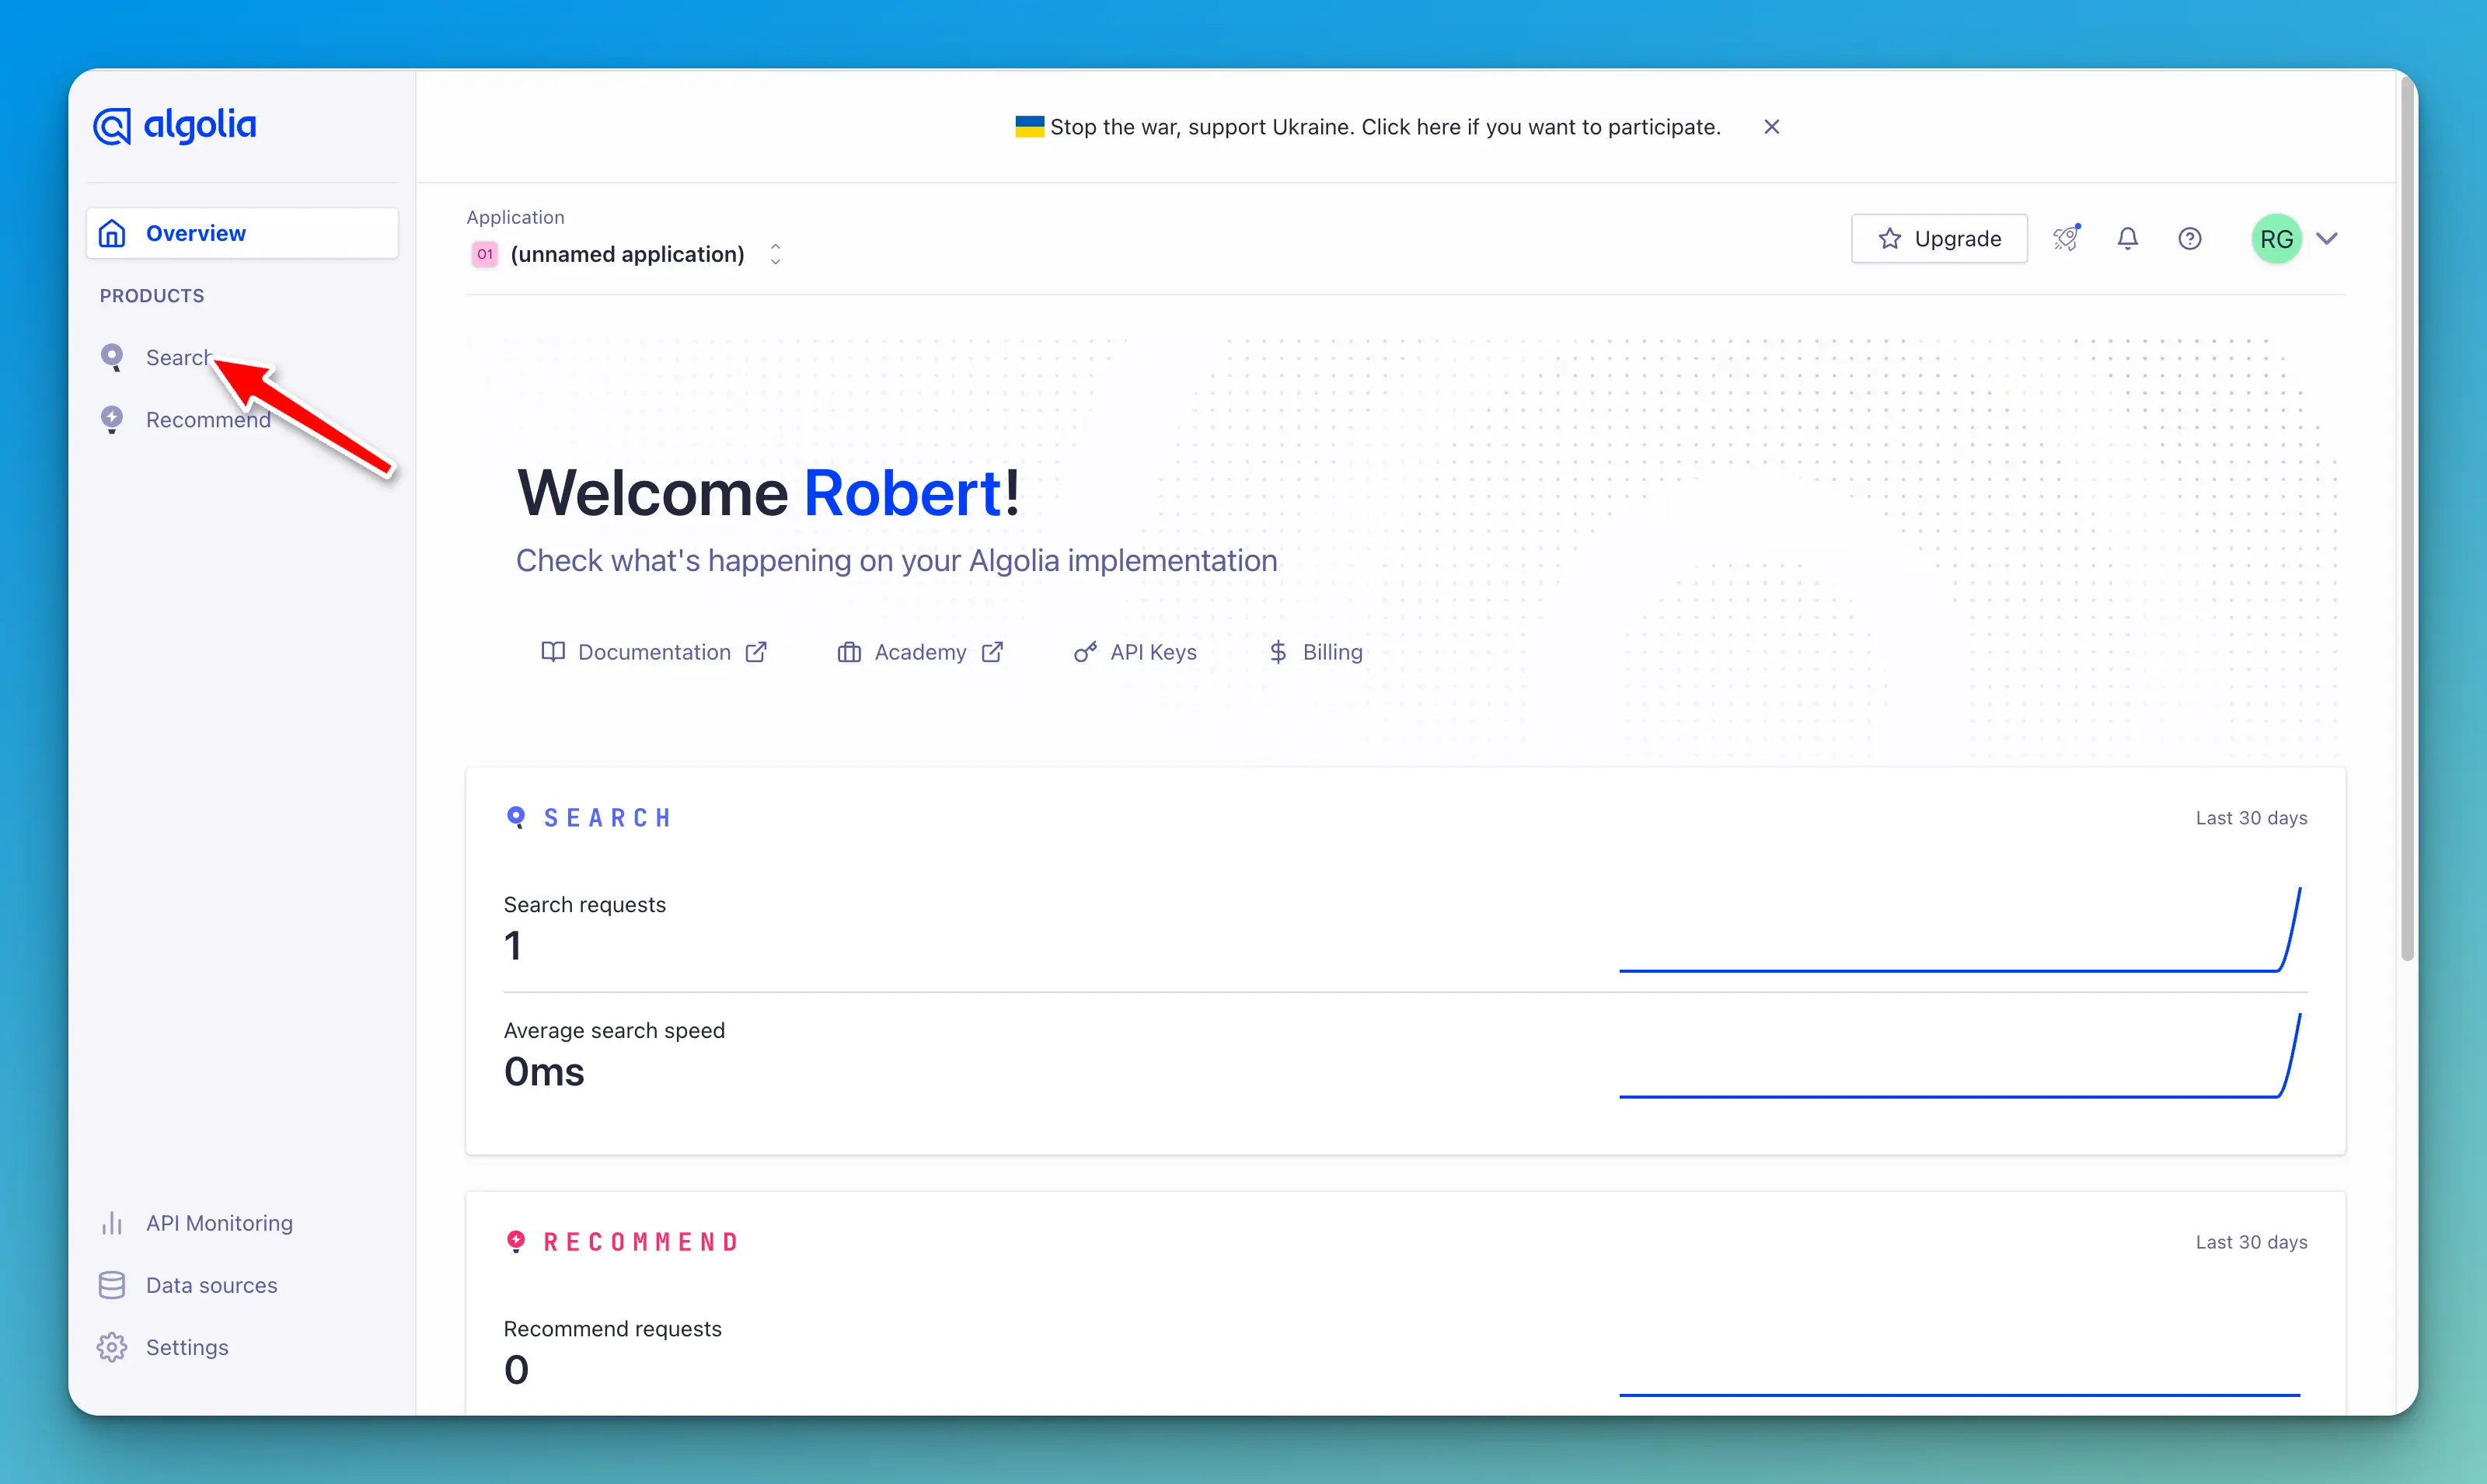 algolia
Stop the war, support Ukraine. Click here if you want to participate.
Overview
PRODUCTS
Search
Recommend
Application
01 (unnamed application)
Upgrade
RG
Welcome Robert!
Check what's happening on your Algolia implementation
Documentation
Academy
API Keys
Billing
SEARCH
Last 30 days
Search requests
1
Average search speed
0ms
RECOMMEND
Last 30 days
Recommend requests
0
API Monitoring
Data sources
Settings